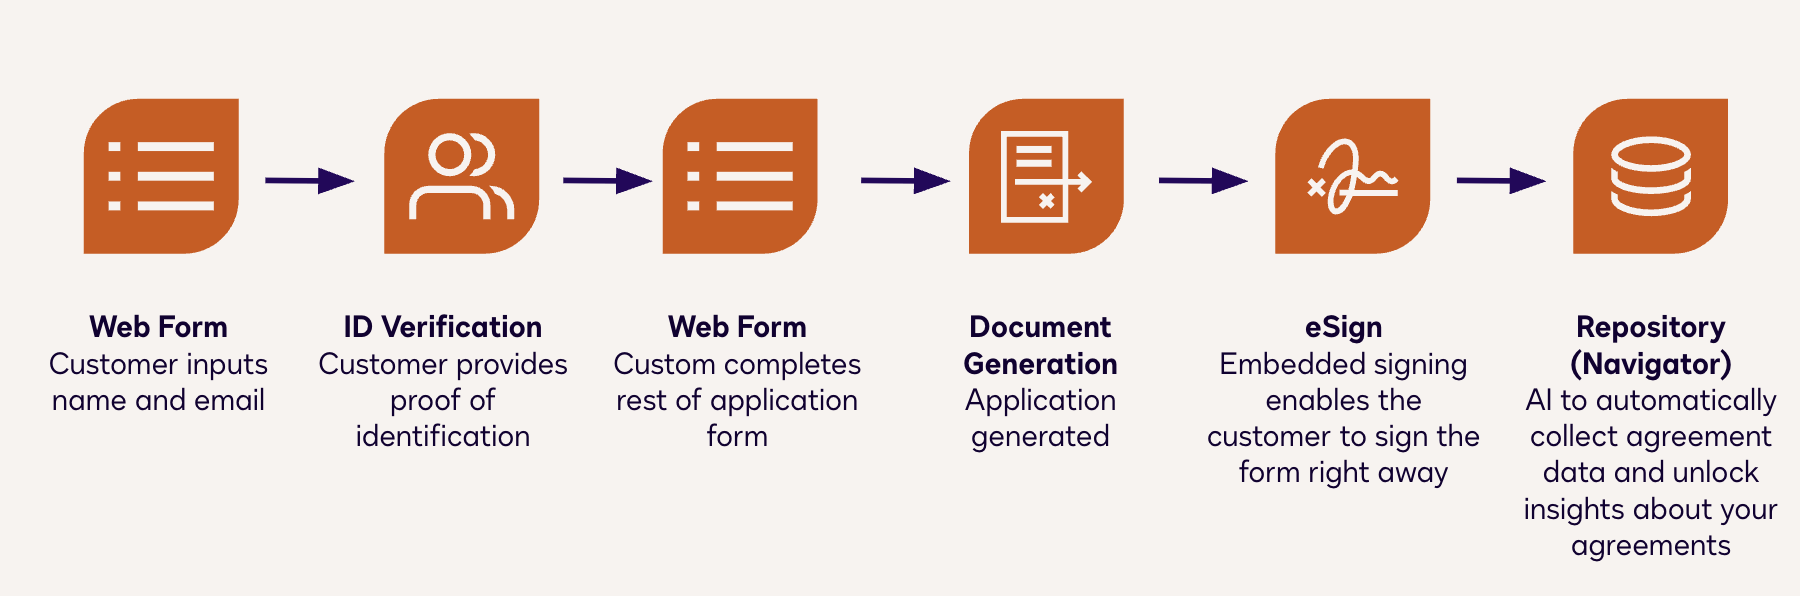 Web Form
Customer inputs
name and email
ID Verification
Customer provides
proof of
identification
Web Form
Custom completes
rest of application
form
Document
Generation
Application
generated
eSign
Embedded signing
enables the
customer to sign the
form right away
Repository
(Navigator)
AI to automatically
collect agreement
data and unlock
insights about your
agreements